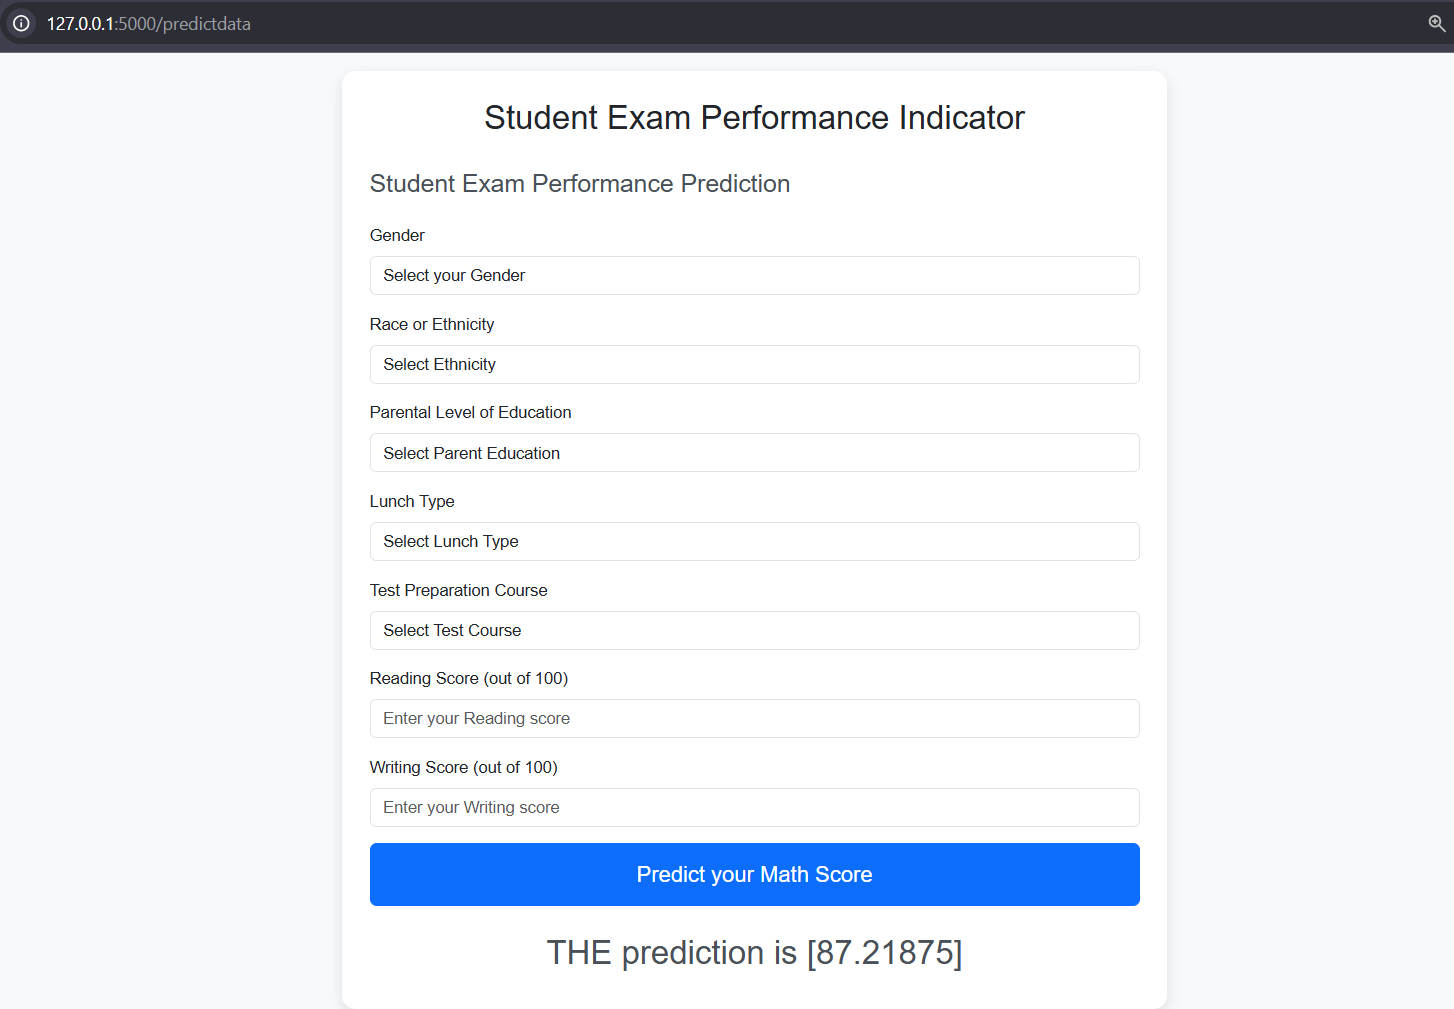 127.0.0.1:5000/predictdata
Student Exam Performance Indicator
Student Exam Performance Prediction
Gender
Select your Gender
Race or Ethnicity
Select Ethnicity
Parental Level of Education
Select Parent Education
Lunch Type
Select Lunch Type
Test Preparation Course
Select Test Course
Reading Score (out of 100)
Enter your Reading score
Writing Score (out of 100)
Enter your Writing score
Predict your Math Score
THE prediction is [87.21875]